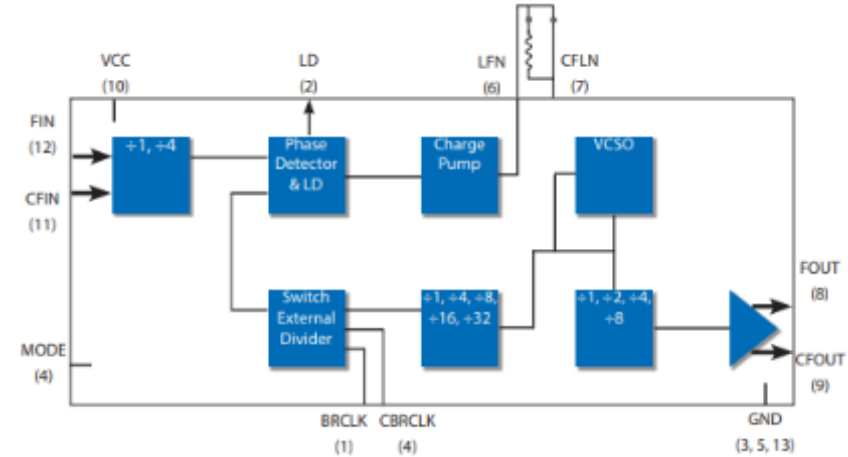 VCC
(10)
LD
(2)
LFN
(6)
CFLN
(7)
FIN
(12)
CFIN
(11)
÷1, ÷4
Phase
Detector
& LD
Charge
Pump
VCSO
Switch
External
Divider
÷1, ÷4, ÷8,
÷16, ÷32
÷1, ÷2, ÷4,
÷8
FOUT
(8)
CFOUT
(9)
MODE
(4)
BRCLK
(1)
CBRCLK
(4)
GND
(3, 5, 13)